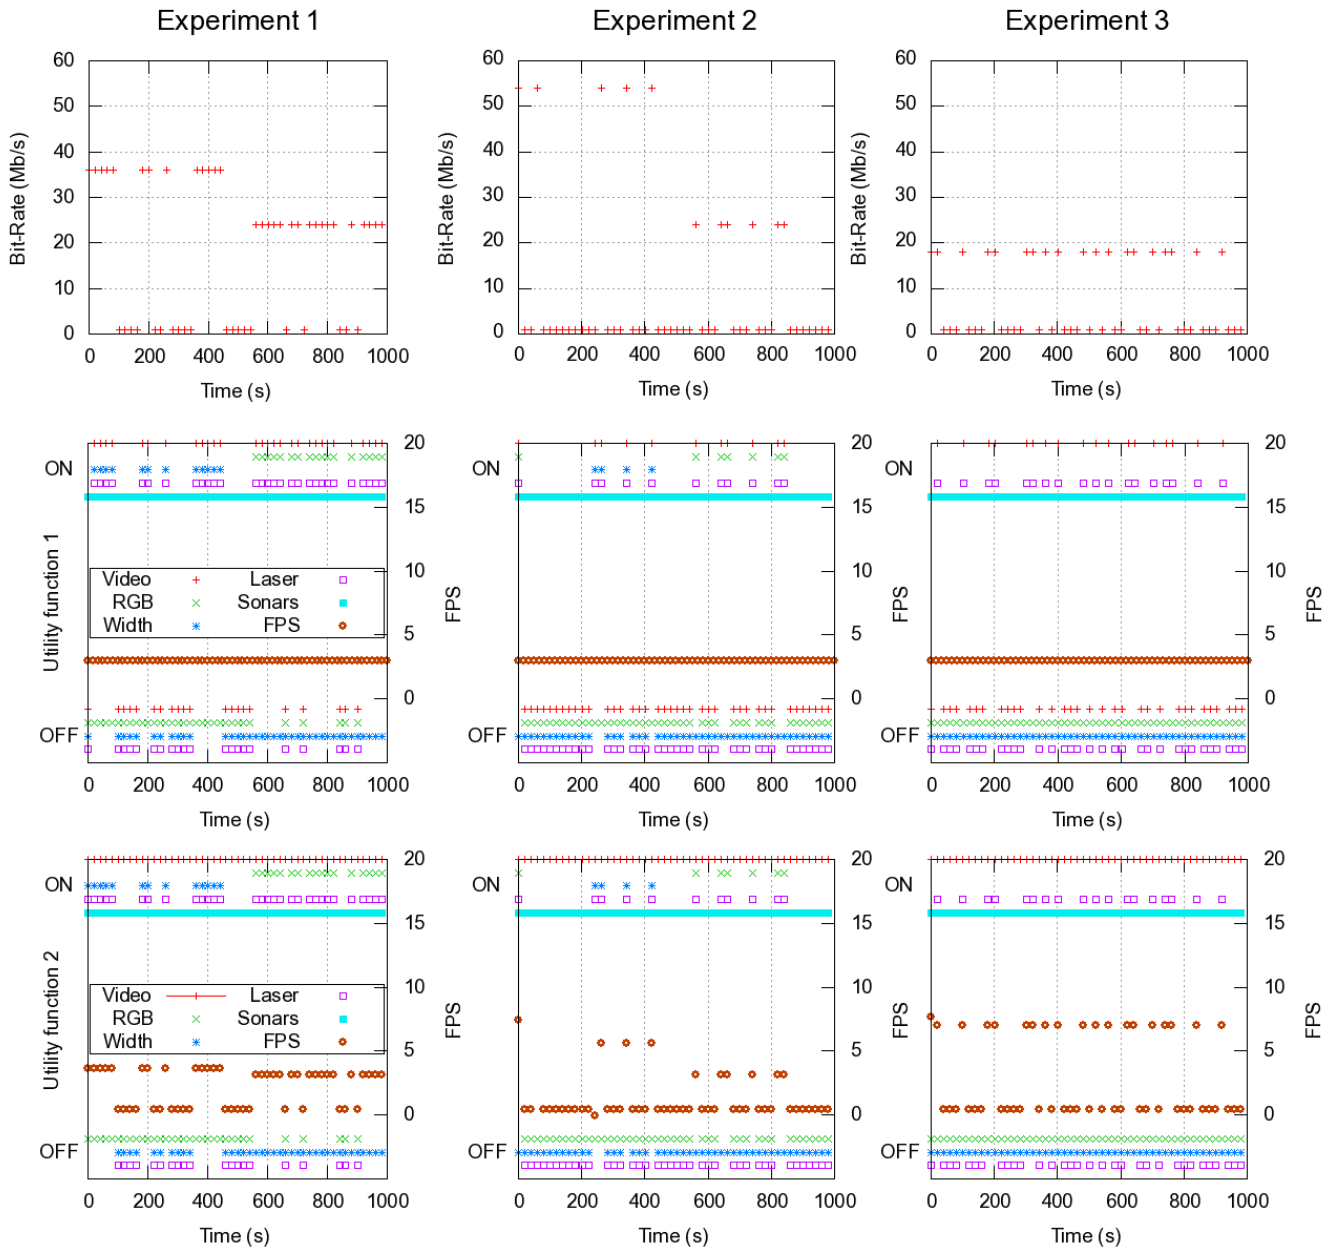 Experiment 1 Experiment 2 Experiment 3
60 60 60
50 50 50
40 40 40
30 30 30
20 20 20
10 10 10
0 0 0
Bit-Rate (Mb/s) Bit-Rate (Mb/s) Bit-Rate (Mb/s)
0 200 400 600 800 1000 0 200 400 600 800 1000 0 200 400 600 800 1000
Time (s) Time (s) Time (s)
20 20 20
ON ON ON
15 15 15
Utility function 1
Video Laser 10 10 10
RGB Sonars FPS FPS FPS
Width FPS 5 5 5
0 0 0
OFF OFF OFF
0 200 400 600 800 1000 0 200 400 600 800 1000 0 200 400 600 800 1000
Time (s) Time (s) Time (s)
20 20 20
ON ON ON
15 15 15
Utility function 2
Video Laser 10 10 10
RGB Sonars FPS FPS FPS
Width FPS 5 5 5
0 0 0
OFF OFF OFF
0 200 400 600 800 1000 0 200 400 600 800 1000 0 200 400 600 800 1000
Time (s) Time (s) Time (s)